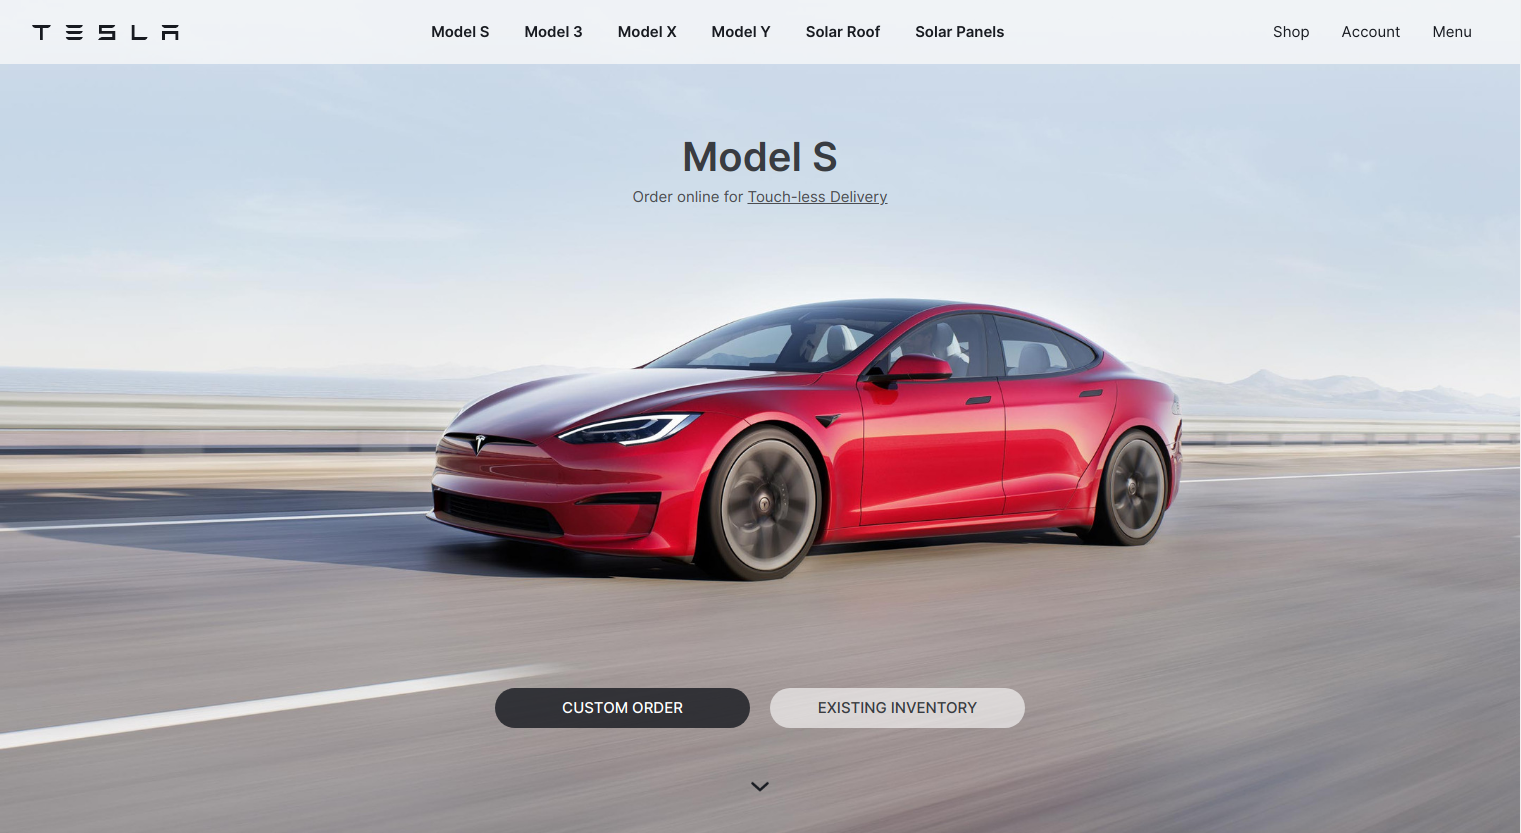 TESLA
Model S Model 3 Model X Model Y Solar Roof Solar Panels
Shop Account Menu
Model S
Order online for Touch-less Delivery
CUSTOM ORDER
EXISTING INVENTORY